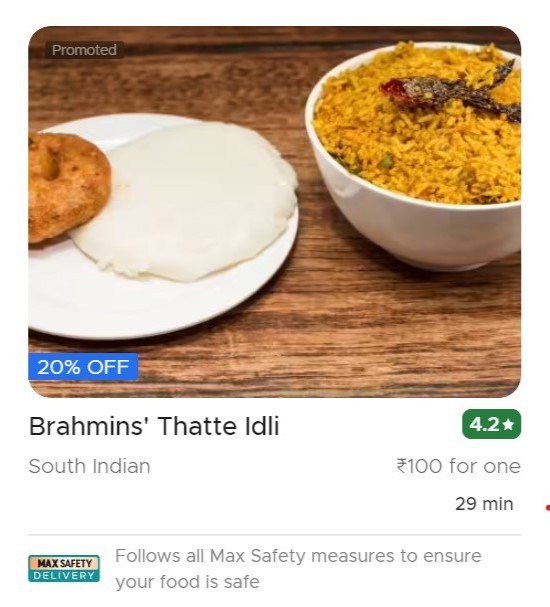 Promoted
20% OFF
Brahmins' Thatte Idli
4.2★
South Indian
₹100 for one
29 min
MAX SAFETY
DELIVERY
Follows all Max Safety measures to ensure
your food is safe